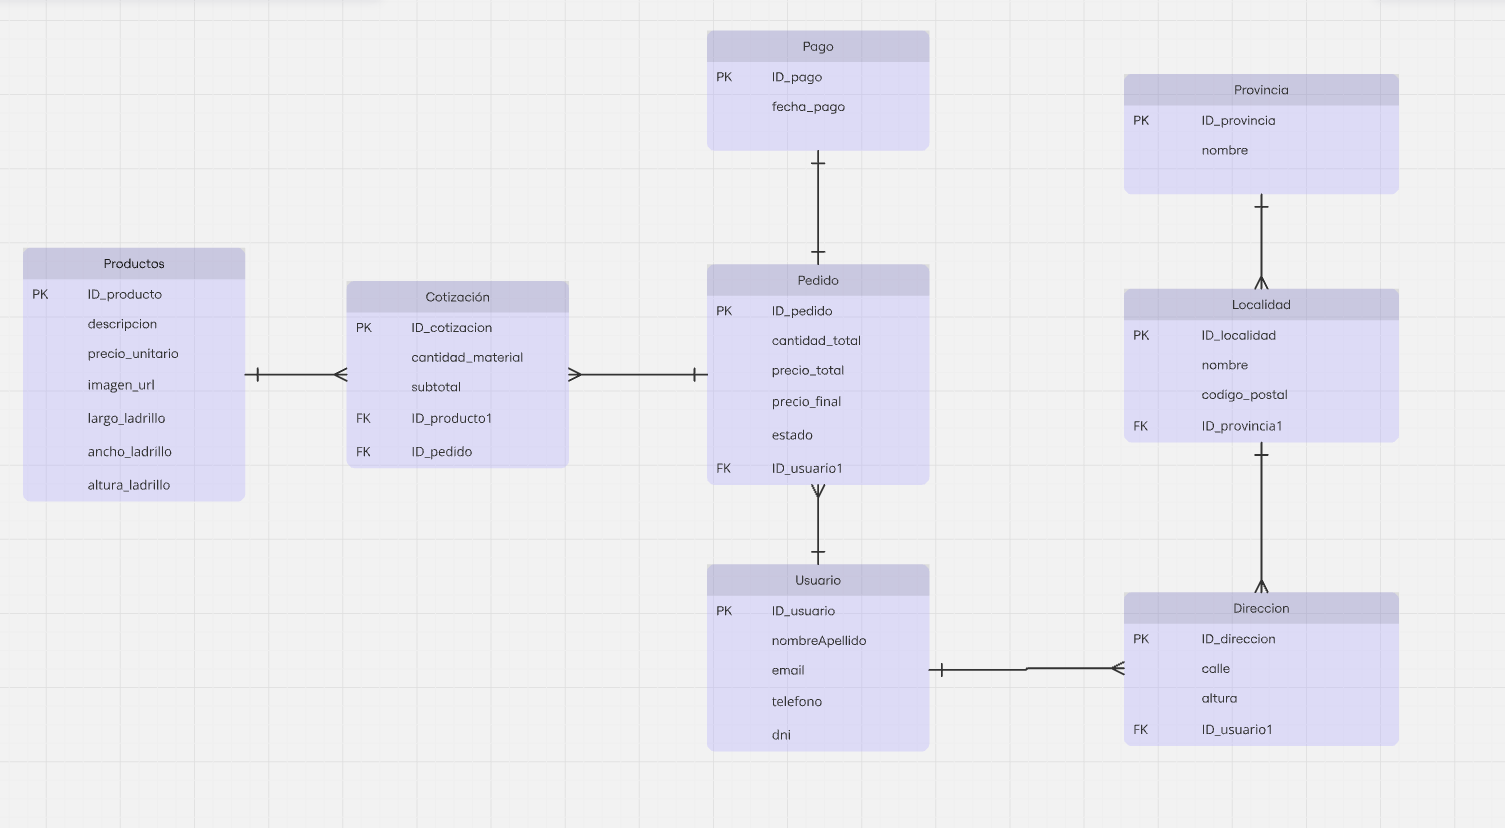 Pago
PK ID_pago
fecha_pago
Provincia
PK ID_provincia
nombre
Productos
PK ID_producto
descripcion
precio_unitario
imagen_url
largo_ladrillo
ancho_ladrillo
altura_ladrillo
Cotización
PK ID_cotizacion
cantidad_material
subtotal
FK ID_producto1
FK ID_pedido
Pedido
PK ID_pedido
cantidad_total
precio_total
precio_final
estado
FK ID_usuario1
Localidad
PK ID_localidad
nombre
codigo_postal
FK ID_provincia1
Usuario
PK ID_usuario
nombreApellido
email
telefono
dni
Direccion
PK ID_direccion
calle
altura
FK ID_usuario1